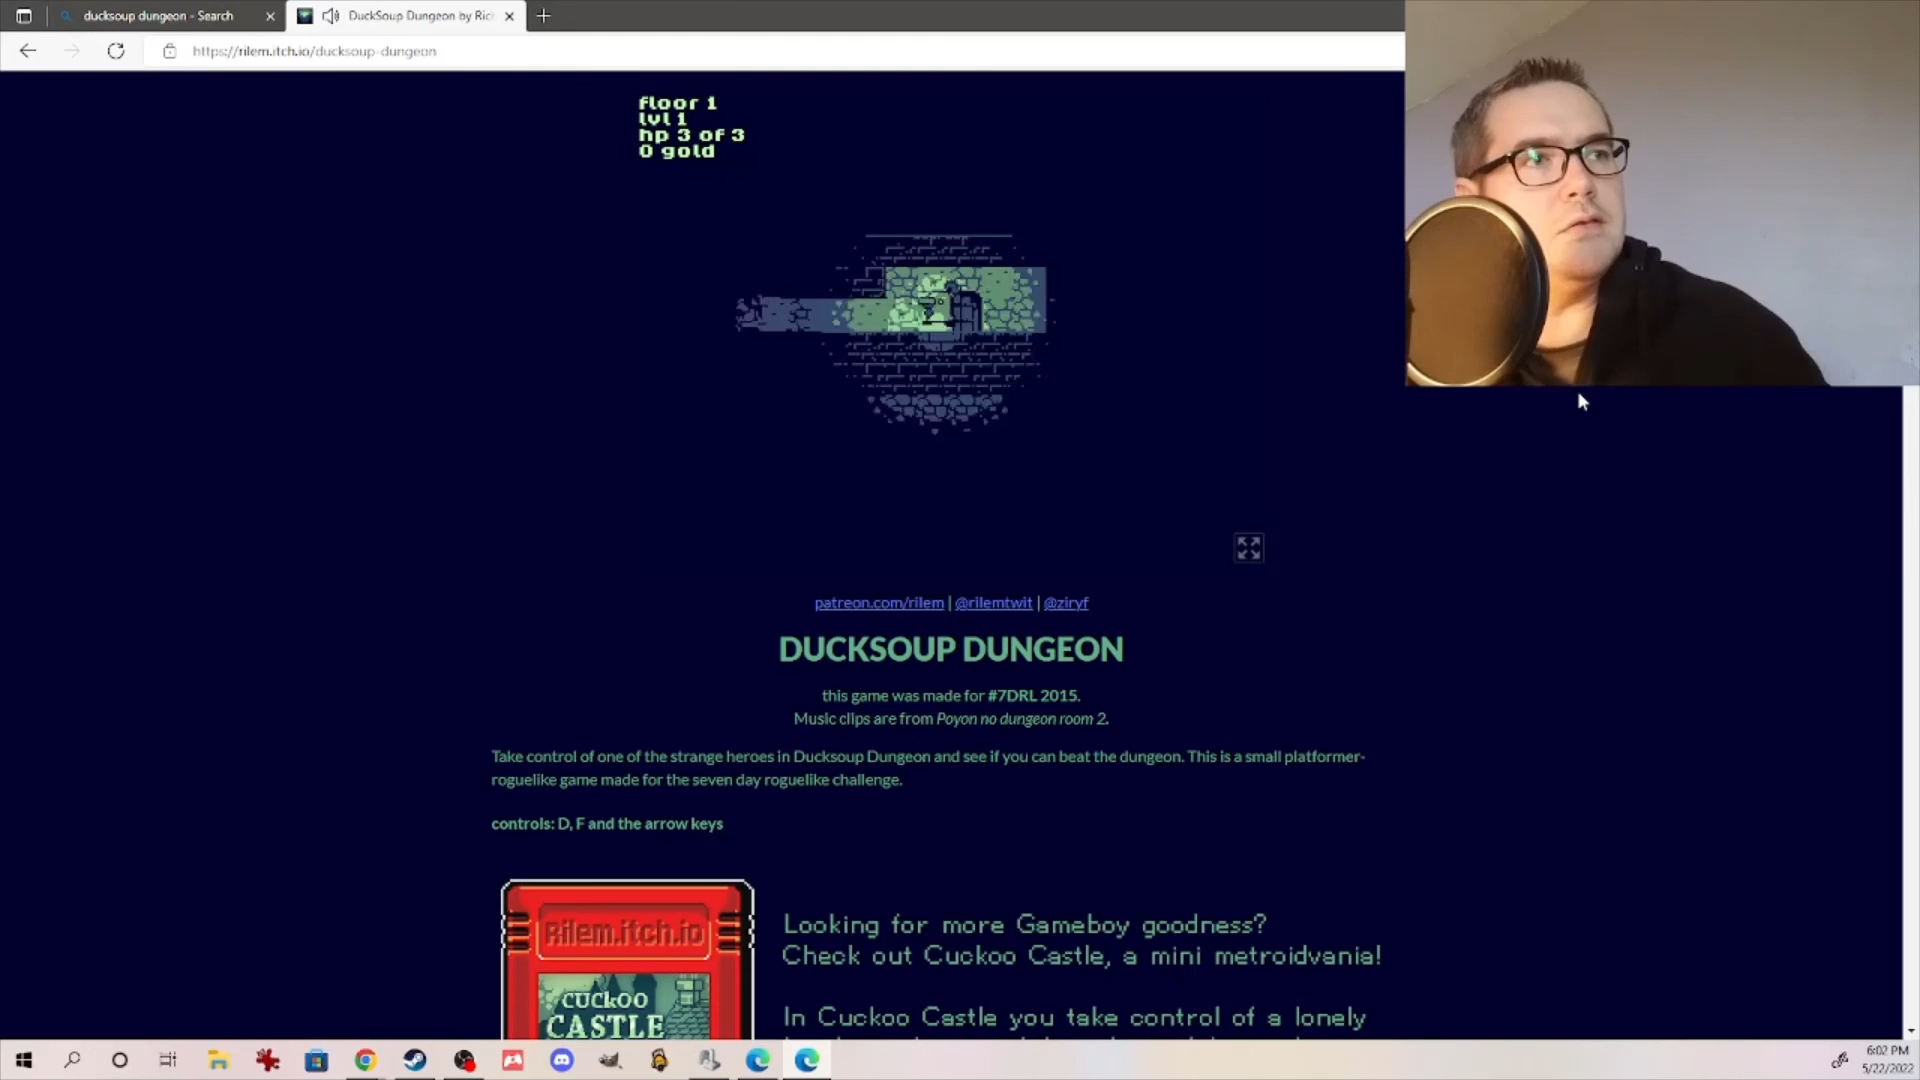 ducksoup dungeon - Search
DuckSoup Dungeon by Ric
https://rilem.itch.io/ducksoup-dungeon
floor 1
lvl 1
hp 3 of 3
0 gold
patreon.com/rilem | @rilemtwit | @ziryf
DUCKSOUP DUNGEON
this game was made for #7DRL 2015.
Music clips are from Poyon no dungeon room 2.
Take control of one of the strange heroes in Ducksoup Dungeon and see if you can beat the dungeon. This is a small platformer-
roguelike game made for the seven day roguelike challenge.
controls: D, F and the arrow keys
Rilem.itch.io
CUCKOO
CASTLE
Looking for more Gameboy goodness?
Check out Cuckoo Castle, a mini metroidvania!
In Cuckoo Castle you take control of a lonely
6:02 PM
5/22/2022